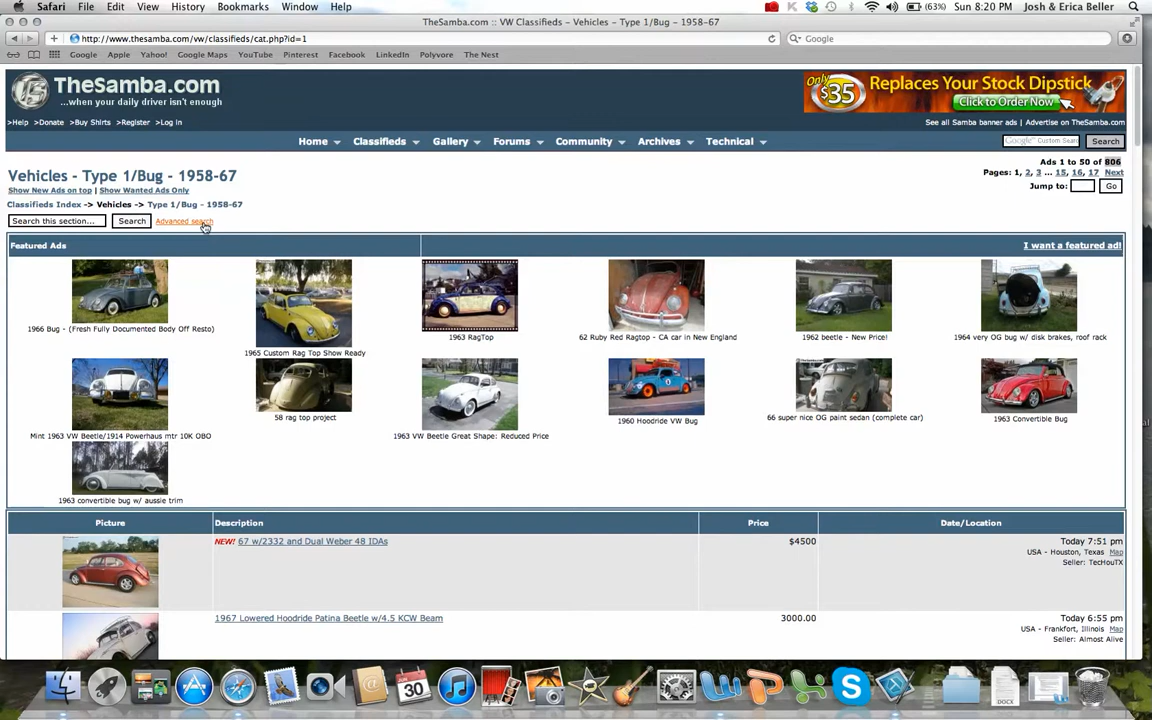 Safari File Edit View History Bookmarks Window Help (63%) Sun 8:20 PM Josh & Erica Beller
TheSamba.com :: VW Classifieds – Vehicles – Type 1/Bug – 1958–67
http://www.thesamba.com/vw/classifieds/cat.php?id=1 Google
Google Apple Yahoo! Google Maps YouTube Pinterest Facebook LinkedIn Polyvore The Nest
TheSamba.com
...when your daily driver isn't enough
Only $35 Replaces Your Stock Dipstick
Click to Order Now
>Help >Donate >Buy Shirts >Register >Log in See all Samba banner ads | Advertise on TheSamba.com
Home Classifieds Gallery Forums Community Archives Technical Google Custom Sear Search
Ads 1 to 50 of 806
Vehicles - Type 1/Bug - 1958-67 Pages: 1, 2, 3 ... 15, 16, 17 Next
Show New Ads on top | Show Wanted Ads Only Jump to: Go
Classifieds Index -> Vehicles -> Type 1/Bug - 1958-67
Search this section... Search Advanced search
Featured Ads I want a featured ad!
1966 Bug - (Fresh Fully Documented Body Off Resto)
1965 Custom Rag Top Show Ready
1963 RagTop
62 Ruby Red Ragtop - CA car in New England
1962 beetle - New Price!
1964 very OG bug w/ disk brakes, roof rack
Mint 1963 VW Beetle/1914 Powerhaus mtr 10K OBO
58 rag top project
1963 VW Beetle Great Shape: Reduced Price
1960 Hoodride VW Bug
66 super nice OG paint sedan (complete car)
1963 Convertible Bug
1963 convertible bug w/ aussie trim
Picture Description Price Date/Location
NEW! 67 w/2332 and Dual Weber 48 IDAs $4500 Today 7:51 pm
USA - Houston, Texas Map
Seller: TecHouTX
1967 Lowered Hoodride Patina Beetle w/4.5 KCW Beam 3000.00 Today 6:55 pm
USA - Frankfort, Illinois Map
Seller: Almost Alive
JUN
30
DOCX